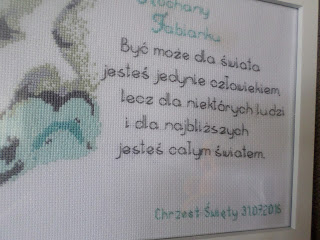 Kochany
Fabianku
Być może dla świata
jesteś jedynie człowiekiem,
lecz dla niektórych ludzi
i dla najbliższych
jesteś całym światem.
Chrzest Święty 31.07.2016